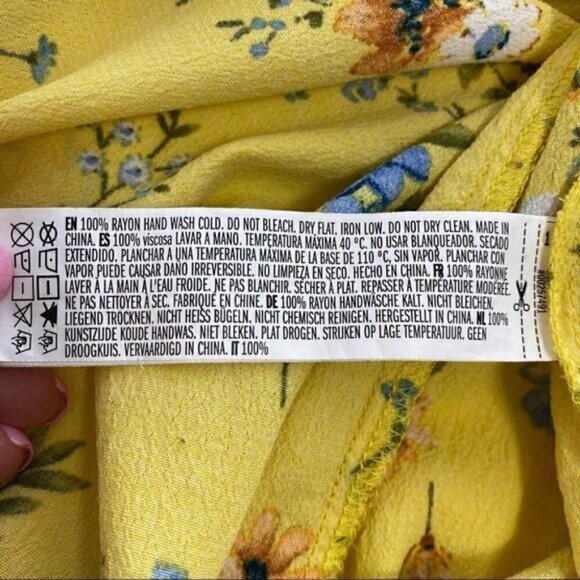 EN 100% RAYON HAND WASH COLD. DO NOT BLEACH. DRY FLAT. IRON LOW. DO NOT DRY CLEAN. MADE IN
CHINA. ES 100% viscosa LAVAR A MANO. TEMPERATURA MÁXIMA 40 °C. NO USAR BLANQUEADOR. SECADO
EXTENDIDO. PLANCHAR A UNA TEMPERATURA MÁXIMA DE LA BASE DE 110 °C, SIN VAPOR. PLANCHAR CON
VAPOR PUEDE CAUSAR DAÑO IRREVERSIBLE. NO LIMPIEZA EN SECO. HECHO EN CHINA. FR 100% RAYONNE
LAVER À LA MAIN À L'EAU FROIDE. NE PAS BLANCHIR. SÉCHER À PLAT. REPASSER À TEMPÉRATURE MODÉRÉE.
NE PAS NETTOYER À SEC. FABRIQUÉ EN CHINE. DE 100% RAYON HANDWÄSCHE KALT. NICHT BLEICHEN.
LIEGEND TROCKNEN. NICHT HEISS BÜGELN. NICHT CHEMISCH REINIGEN. HERGESTELLT IN CHINA. NL 100%
KUNSTZIJDE KOUDE HANDWAS. NIET BLEKEN. PLAT DROGEN. STRIJKEN OP LAGE TEMPERATUUR. GEEN
DROOGKUIS. VERVAARDIGD IN CHINA. IT 100%